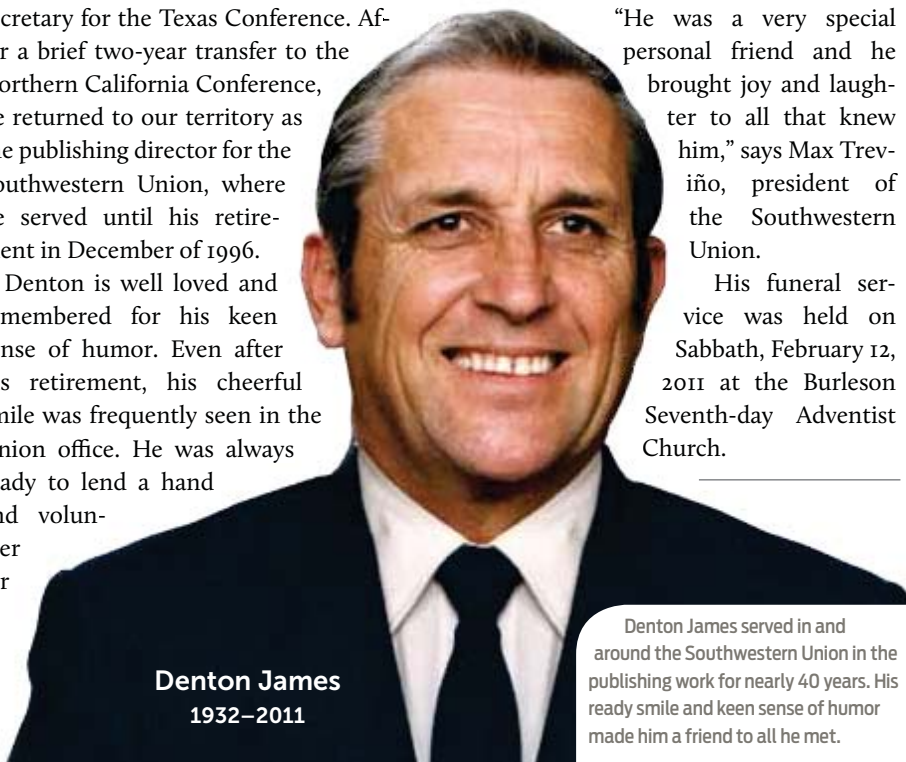 cretary for the Texas Conference. Af-
r a brief two-year transfer to the
orthern California Conference,
e returned to our territory as
e publishing director for the
outhwestern Union, where
e served until his retire-
ent in December of 1996.
Denton is well loved and
membered for his keen
nse of humor. Even after
s retirement, his cheerful
mile was frequently seen in the
nion office. He was always
ady to lend a hand
nd volun-
er
r
“He was a very special
personal friend and he
brought joy and laugh-
ter to all that knew
him,” says Max Trev-
iño, president of
the Southwestern
Union.
His funeral ser-
vice was held on
Sabbath, February 12,
2011 at the Burleson
Seventh-day Adventist
Church.
Denton James
1932–2011
Denton James served in and
around the Southwestern Union in the
publishing work for nearly 40 years. His
ready smile and keen sense of humor
made him a friend to all he met.